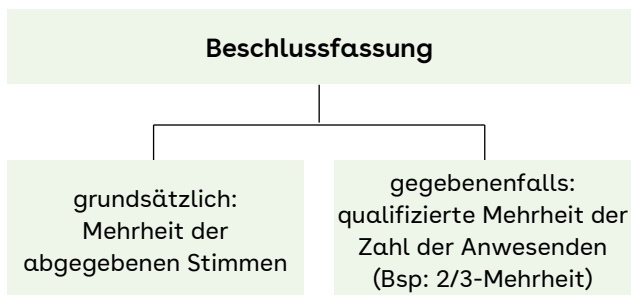 Beschlussfassung
grundsätzlich:
Mehrheit der
abgegebenen Stimmen
gegebenenfalls:
qualifizierte Mehrheit der
Zahl der Anwesenden
(Bsp: 2/3-Mehrheit)